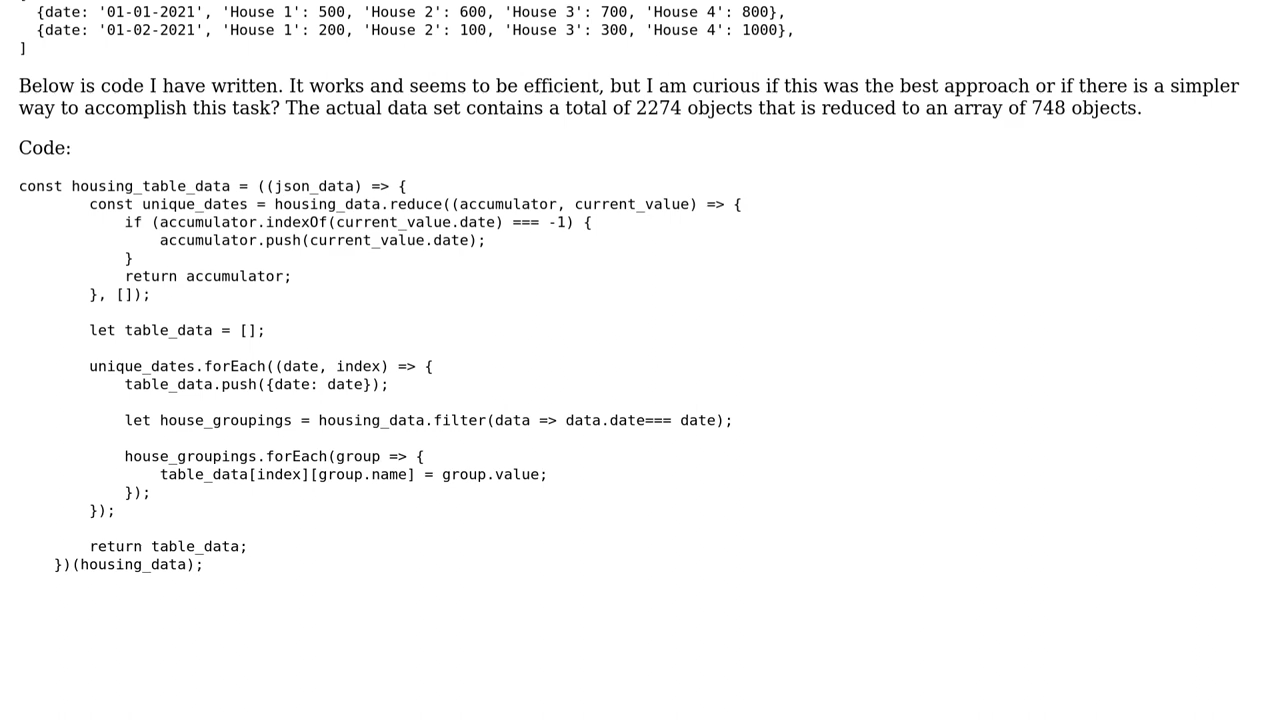 {date: '01-01-2021', 'House 1': 500, 'House 2': 600, 'House 3': 700, 'House 4': 800},
{date: '01-02-2021', 'House 1': 200, 'House 2': 100, 'House 3': 300, 'House 4': 1000},
]
Below is code I have written. It works and seems to be efficient, but I am curious if this was the best approach or if there is a simpler
way to accomplish this task? The actual data set contains a total of 2274 objects that is reduced to an array of 748 objects.
Code:
const housing_table_data = ((json_data) => {
        const unique_dates = housing_data.reduce((accumulator, current_value) => {
            if (accumulator.indexOf(current_value.date) === -1) {
                accumulator.push(current_value.date);
            }
            return accumulator;
        }, []);
        let table_data = [];
        unique_dates.forEach((date, index) => {
            table_data.push({date: date});
            let house_groupings = housing_data.filter(data => data.date=== date);
            house_groupings.forEach(group => {
                table_data[index][group.name] = group.value;
            });
        });
        return table_data;
    })(housing_data);